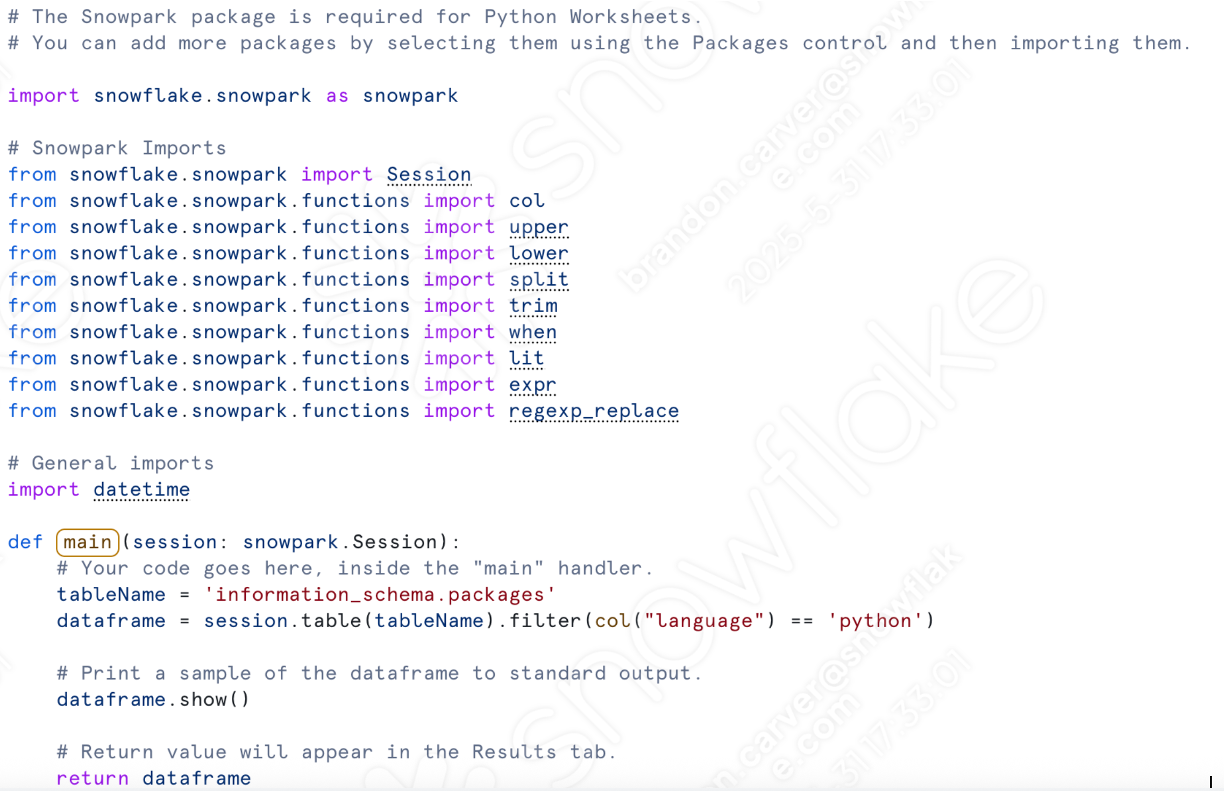 # The Snowpark package is required for Python Worksheets.
# You can add more packages by selecting them using the Packages control and then importing them.
import snowflake.snowpark as snowpark
# Snowpark Imports
from snowflake.snowpark import Session
from snowflake.snowpark.functions import col
from snowflake.snowpark.functions import upper
from snowflake.snowpark.functions import lower
from snowflake.snowpark.functions import split
from snowflake.snowpark.functions import trim
from snowflake.snowpark.functions import when
from snowflake.snowpark.functions import lit
from snowflake.snowpark.functions import expr
from snowflake.snowpark.functions import regexp_replace
# General imports
import datetime
def main(session: snowpark.Session):
    # Your code goes here, inside the "main" handler.
    tableName = 'information_schema.packages'
    dataframe = session.table(tableName).filter(col("language") == 'python')
    # Print a sample of the dataframe to standard output.
    dataframe.show()
    # Return value will appear in the Results tab.
    return dataframe
snowflake
brandon.carver@snowflak
e.com
2025-5-31 17:33:01